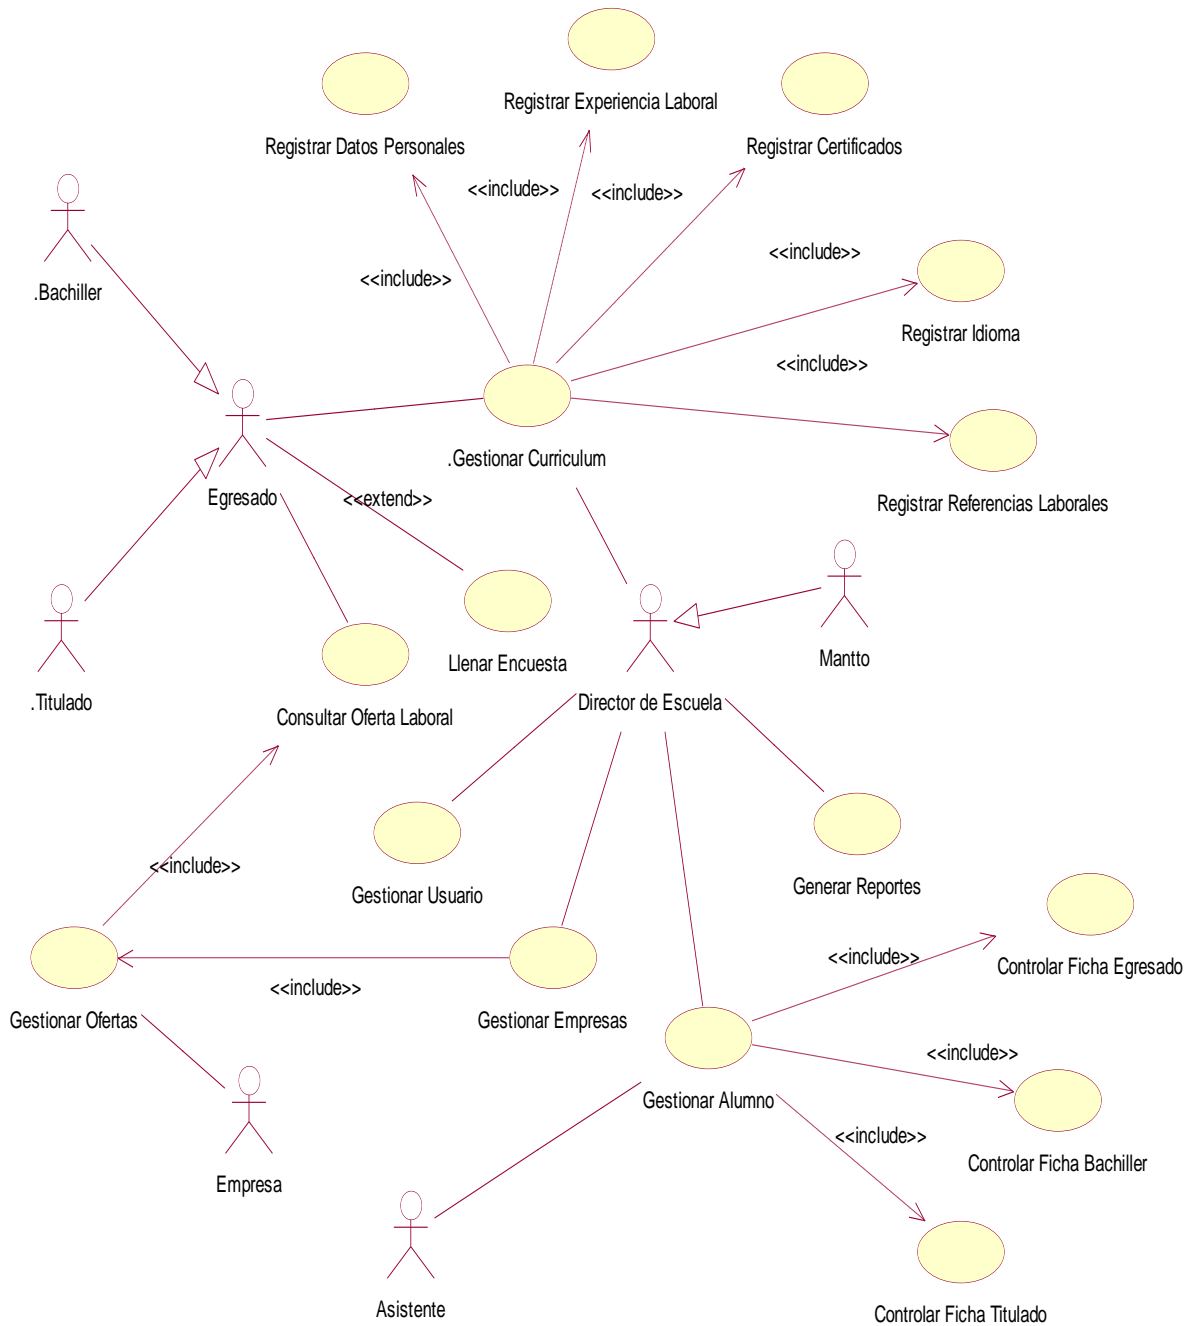 Registrar Experiencia Laboral
Registrar Datos Personales
Registrar Certificados
<<include>>
<<include>>
<<include>>
<<include>>
.Bachiller
Registrar Idioma
<<include>>
.Gestionar Curriculum
Egresado
<<extend>>
Registrar Referencias Laborales
Llenar Encuesta
Mantto
.Titulado
Director de Escuela
Consultar Oferta Laboral
<<include>>
Gestionar Usuario
Generar Reportes
<<include>>
Controlar Ficha Egresado
<<include>>
Gestionar Ofertas
Gestionar Empresas
<<include>>
Gestionar Alumno
<<include>>
Controlar Ficha Bachiller
Empresa
Asistente
Controlar Ficha Titulado